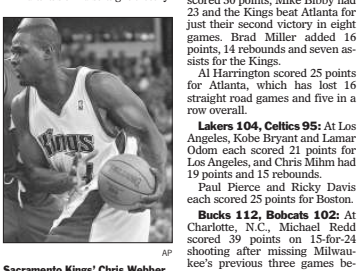 scored 30 points, Mike Bibby had
23 and the Kings beat Atlanta for
just their second victory in eight
games. Brad Miller added 16
points, 14 rebounds and seven as-
sists for the Kings.
Al Harrington scored 25 points
for Atlanta, which has lost 16
straight road games and five in a
row overall.
Lakers 104, Celtics 95: At Los
Angeles, Kobe Bryant and Lamar
Odom each scored 21 points for
Los Angeles, and Chris Mihm had
19 points and 15 rebounds.
Paul Pierce and Ricky Davis
each scored 25 points for Boston.
Bucks 112, Bobcats 102: At
Charlotte, N.C., Michael Redd
scored 39 points on 15-for-24
shooting after missing Milwau-
kee's previous three games be-
Kings
AP
Sacramento Kings' Chris Webber